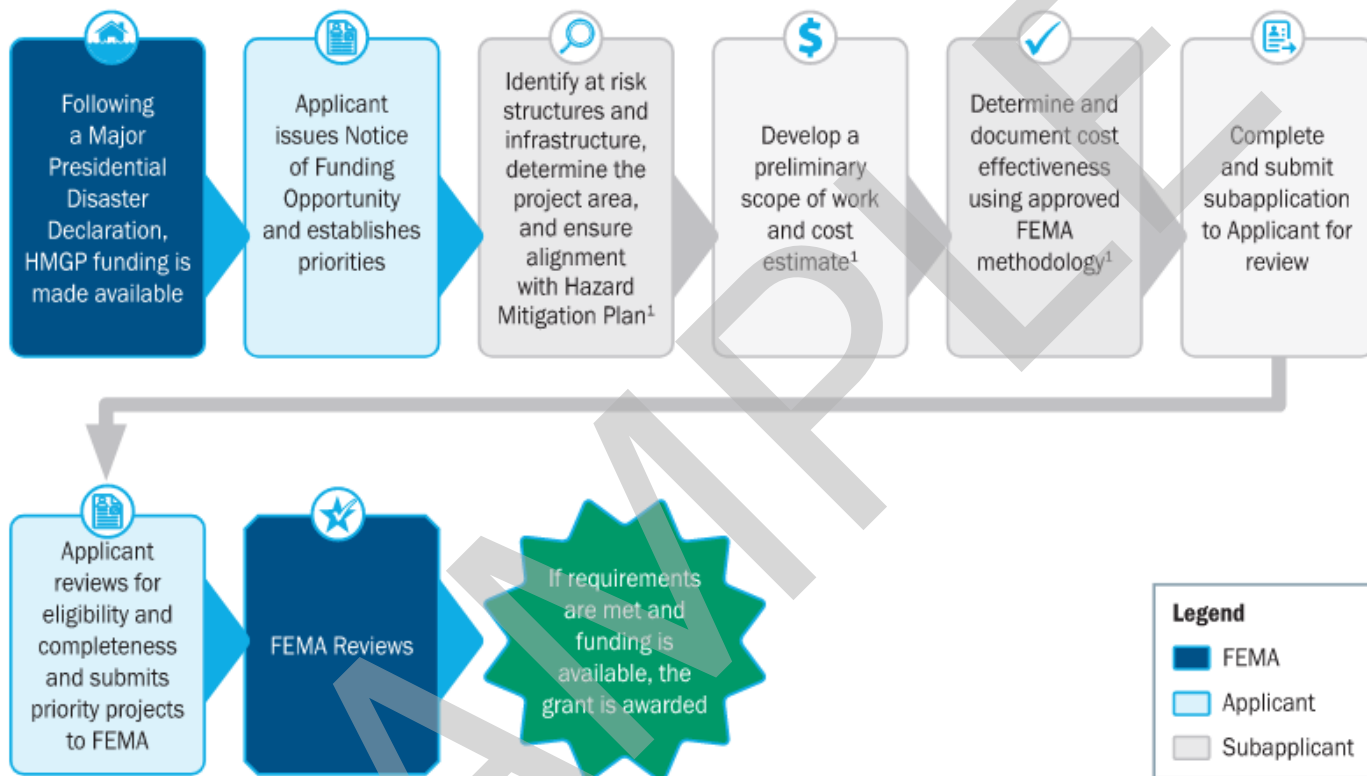 Following
a Major
Presidential
Disaster
Declaration,
HMGP funding is
made available
Applicant
issues Notice
of Funding
Opportunity
and establishes
priorities
Identify at risk
structures and
infrastructure,
determine the
project area,
and ensure
alignment
with Hazard
Mitigation Plan¹
Develop a
preliminary
scope of work
and cost
estimate¹
Determine and
document cost
effectiveness
using approved
FEMA
methodology¹
Complete
and submit
subapplication
to Applicant for
review
Applicant
reviews for
eligibility and
completeness
and submits
priority projects
to FEMA
FEMA Reviews
If requirements
are met and
funding is
available, the
grant is awarded
Legend
FEMA
Applicant
Subapplicant
AMPLE